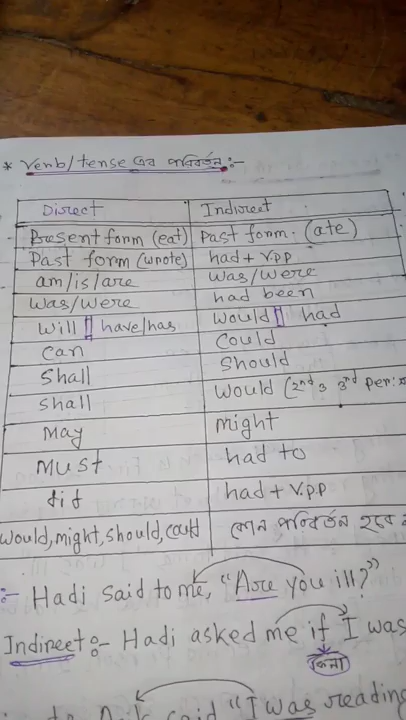 * Verb/tense এর পরিবর্তন :-
Direct Indirect
Present form (eat) Past form. (ate)
Past form (wrote) had + V.P.P
am/is/are was/were
was/were had been
will || have/has would || had
can could
Shall Should
Shall would (2nd ও 3rd per:
May might
Must had to
did had + V.P.P
would, might, should, could কোন পরিবর্তন হবে
:- Hadi said to me, "Are you ill?"
Indirect :- Hadi asked me if I was
কিনা
said "I was reading